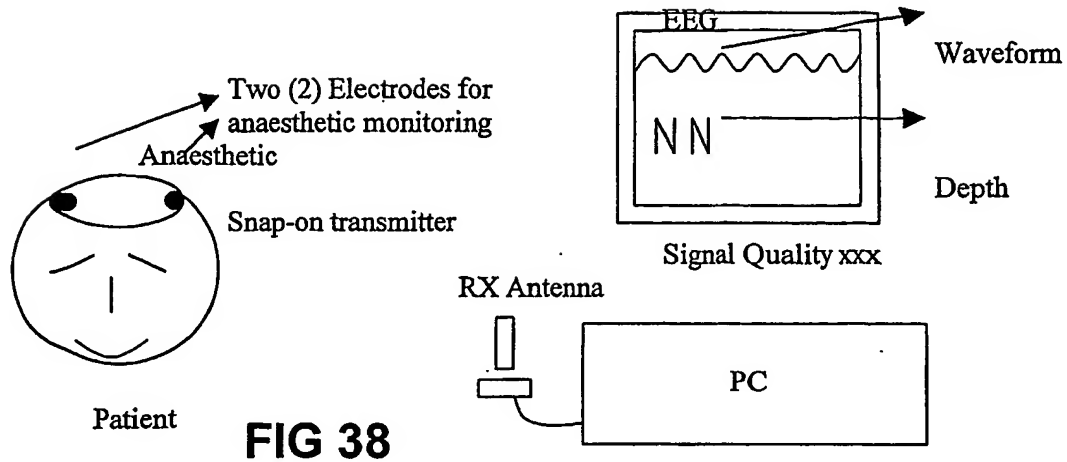 EEG
Waveform
Two (2) Electrodes for
anaesthetic monitoring
Anaesthetic
NN
Depth
Snap-on transmitter
Signal Quality xxx
RX Antenna
PC
Patient
FIG 38